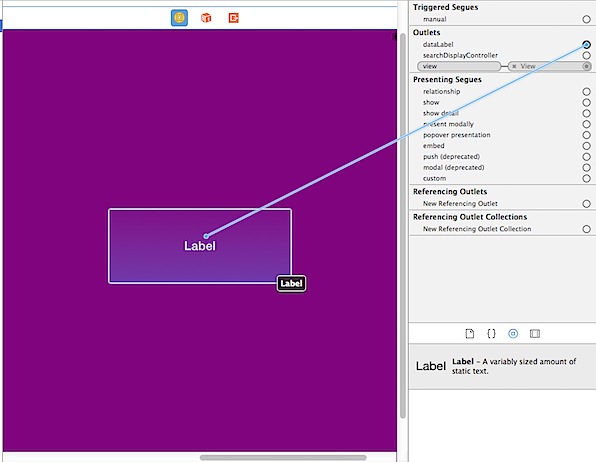 Triggered Segues
manual
Outlets
dataLabel
searchDisplayController
view
View
Presenting Segues
relationship
show
show detail
present modally
popover presentation
embed
push (deprecated)
modal (deprecated)
custom
Referencing Outlets
New Referencing Outlet
Referencing Outlet Collections
New Referencing Outlet Collection
Label
Label
{ }
Label
Label – A variably sized amount of
static text.